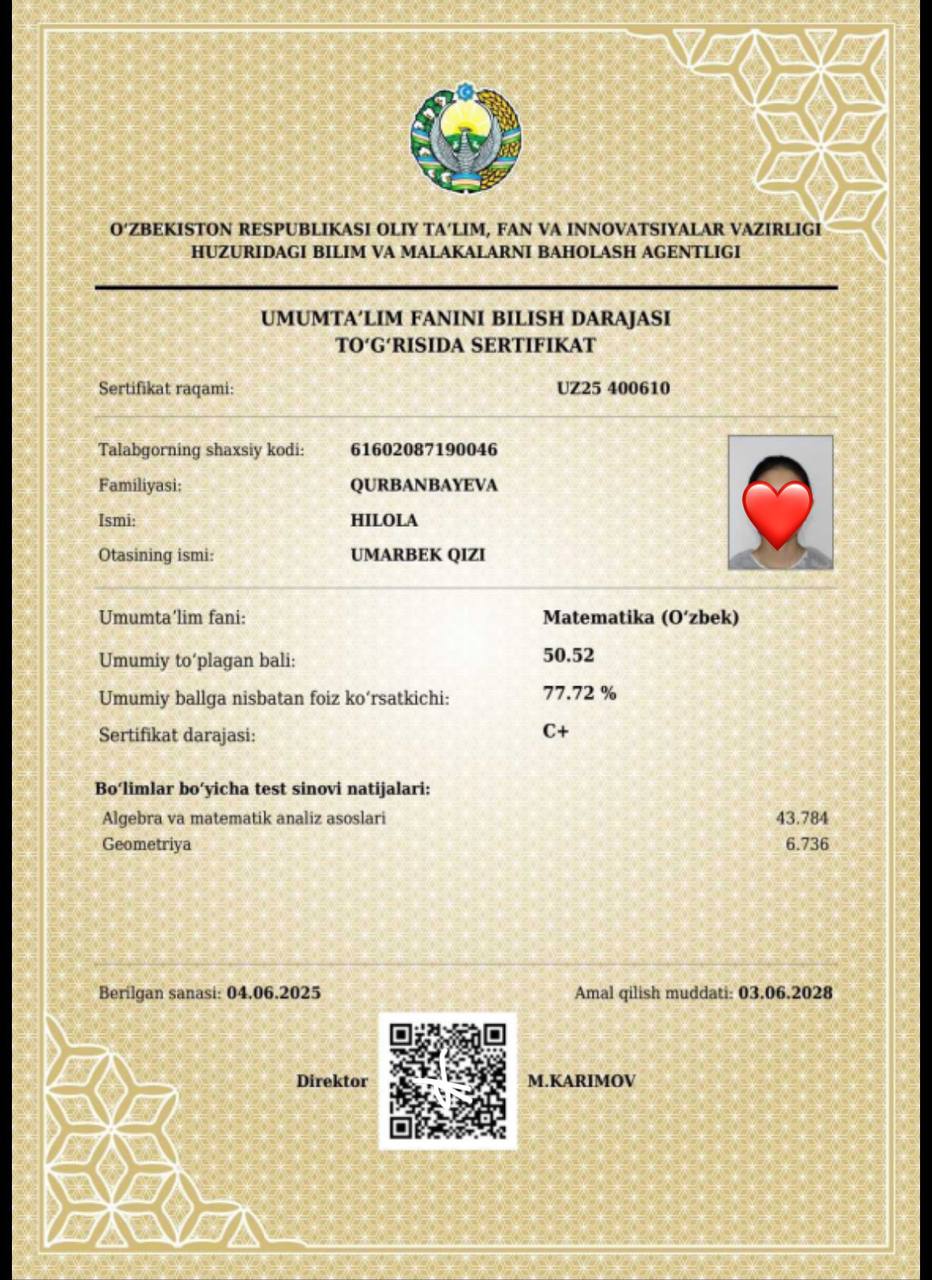 O‘ZBEKISTON RESPUBLIKASI OLIY TA’LIM, FAN VA INNOVATSIYALAR VAZIRLIGI
HUZURIDAGI BILIM VA MALAKALARNI BAHOLASH AGENTLIGI
UMUMTA’LIM FANINI BILISH DARAJASI
TO‘G‘RISIDA SERTIFIKAT
Sertifikat raqami: UZ25 400610
Talabgorning shaxsiy kodi: 61602087190046
Familiyasi: QURBANBAYEVA
Ismi: HILOLA
Otasining ismi: UMARBEK QIZI
Umumta’lim fani: Matematika (O‘zbek)
Umumiy to‘plagan bali: 50.52
Umumiy ballga nisbatan foiz ko‘rsatkichi: 77.72 %
Sertifikat darajasi: C+
Bo‘limlar bo‘yicha test sinovi natijalari:
Algebra va matematik analiz asoslari 43.784
Geometriya 6.736
Berilgan sanasi: 04.06.2025 Amal qilish muddati: 03.06.2028
Direktor M.KARIMOV